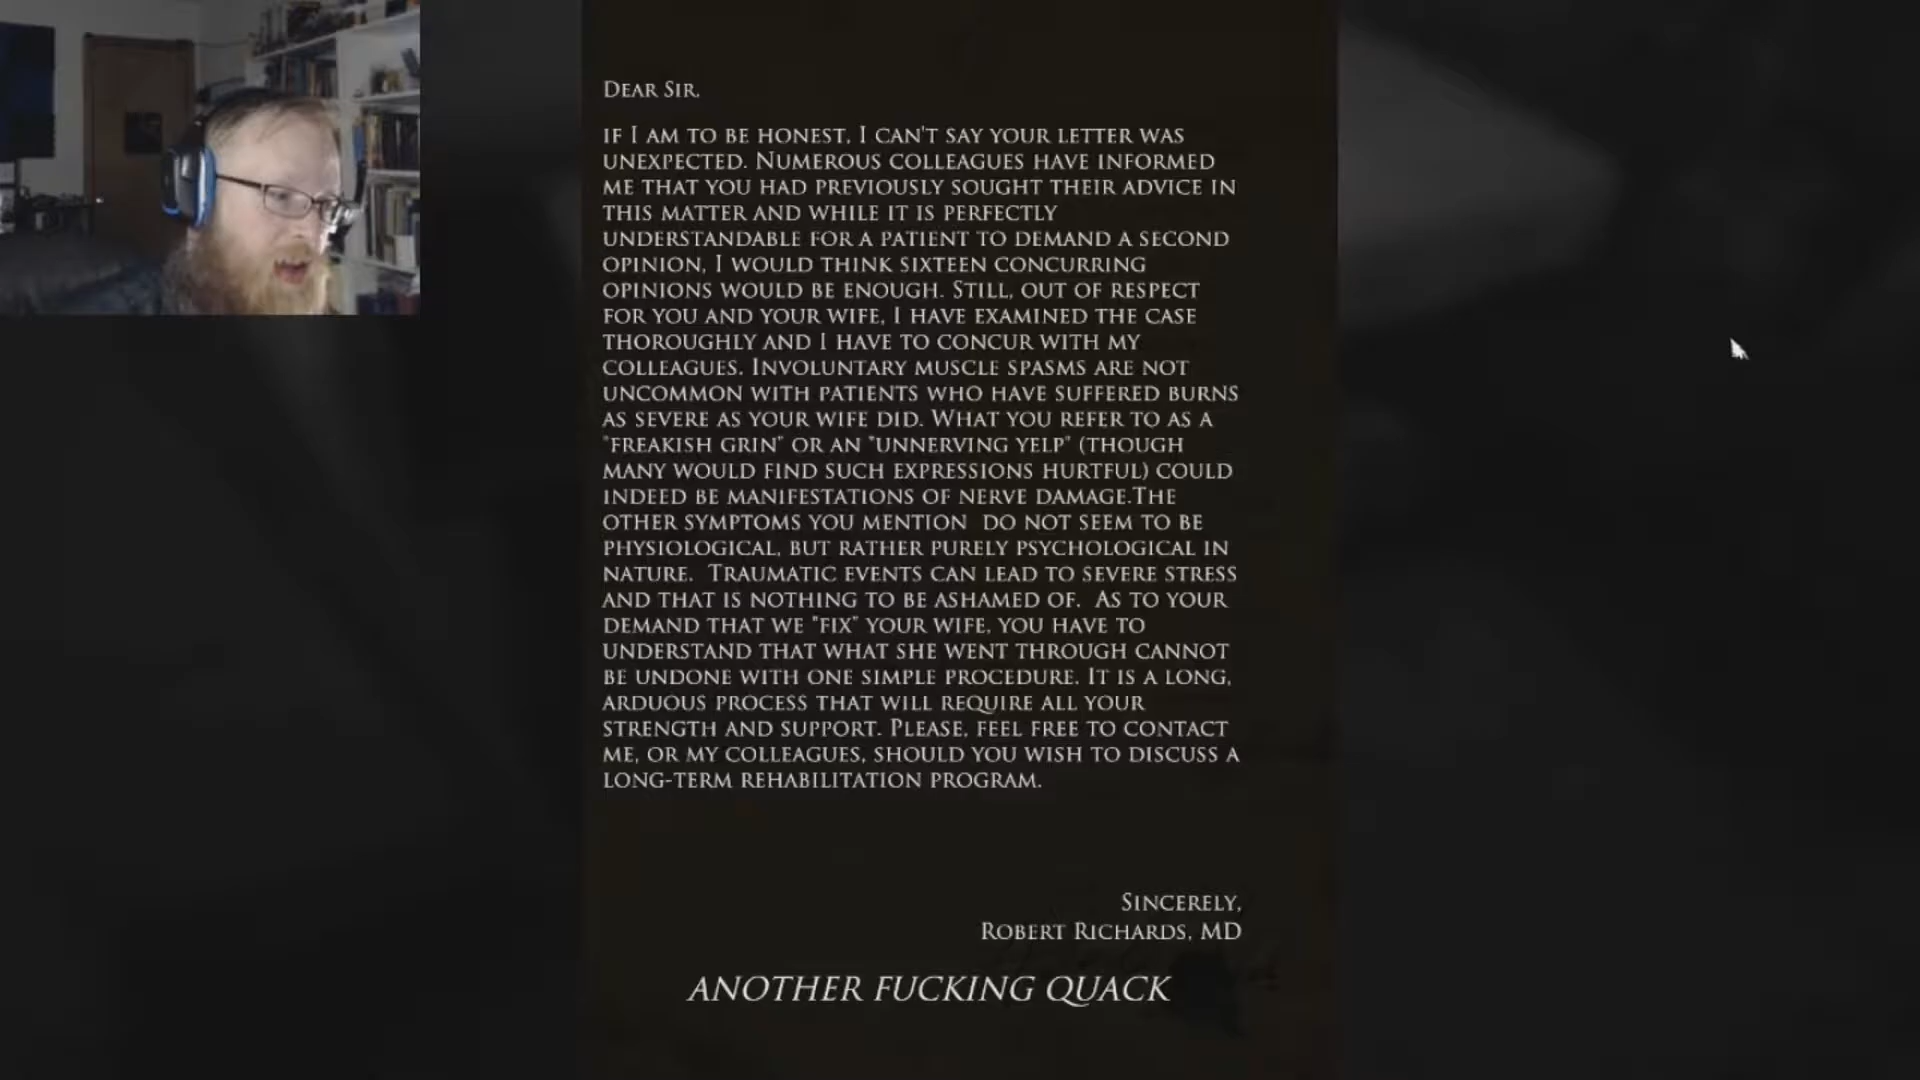 Dear Sir,
if I am to be honest, I can't say your letter was
unexpected. Numerous colleagues have informed
me that you had previously sought their advice in
this matter and while it is perfectly
understandable for a patient to demand a second
opinion, I would think sixteen concurring
opinions would be enough. Still, out of respect
for you and your wife, I have examined the case
thoroughly and I have to concur with my
colleagues. Involuntary muscle spasms are not
uncommon with patients who have suffered burns
as severe as your wife did. What you refer to as a
"freakish grin" or an "unnerving yelp" (though
many would find such expressions hurtful) could
indeed be manifestations of nerve damage.The
other symptoms you mention  do not seem to be
physiological, but rather purely psychological in
nature.  Traumatic events can lead to severe stress
and that is nothing to be ashamed of.  As to your
demand that we "fix" your wife, you have to
understand that what she went through cannot
be undone with one simple procedure. It is a long,
arduous process that will require all your
strength and support. Please, feel free to contact
me, or my colleagues, should you wish to discuss a
long-term rehabilitation program.
Sincerely,
Robert Richards, MD
ANOTHER FUCKING QUACK